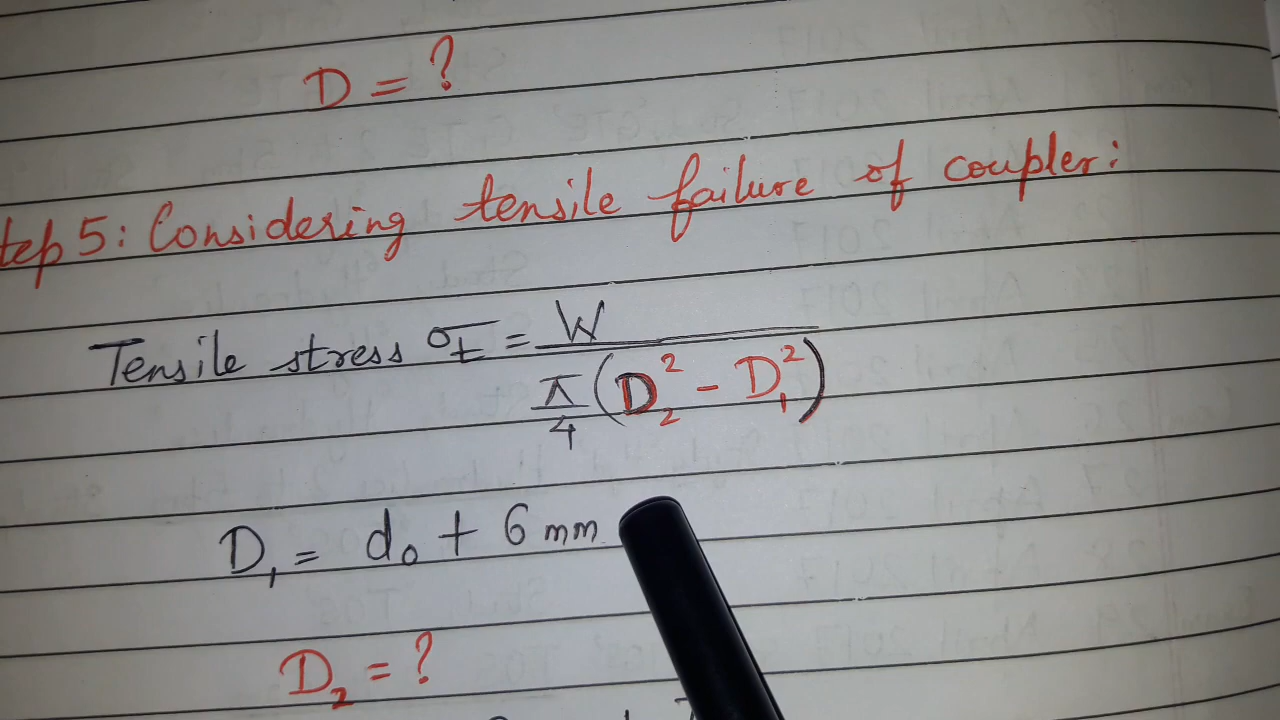 D = ?
tep 5: Considering tensile failure of coupler:
Tensile stress σt = W / π/4 (D₂² - D₁²)
D₁ = d₀ + 6 mm
D₂ = ?